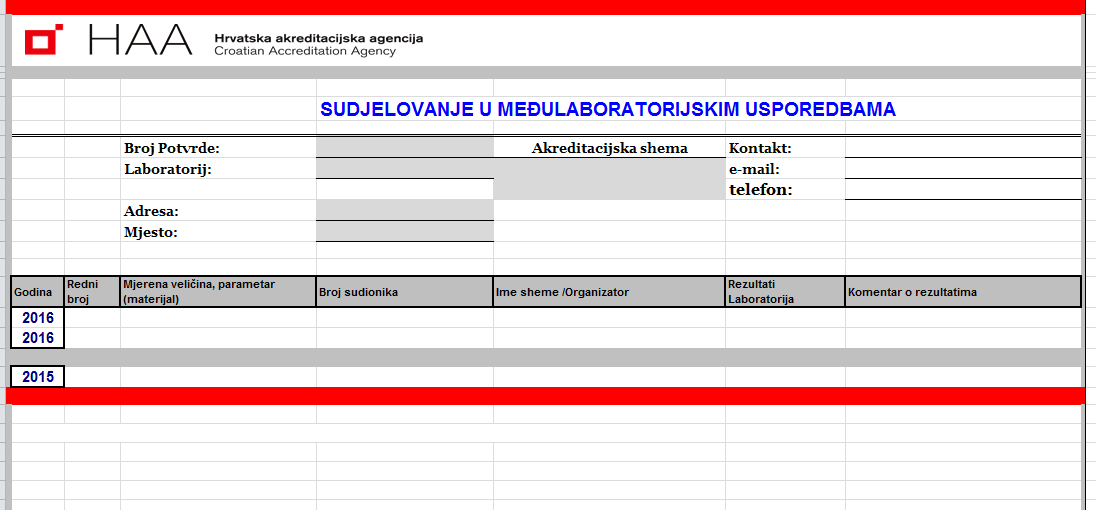 HAA
Hrvatska akreditacijska agencija
Croatian Accreditation Agency
SUDJELOVANJE U MEĐULABORATORIJSKIM USPOREDBAMA
Broj Potvrde: Akreditacijska shema Kontakt:
Laboratorij: e-mail:
telefon:
Adresa:
Mjesto:
Godina Redni broj Mjerena veličina, parametar (materijal) Broj sudionika Ime sheme /Organizator Rezultati Laboratorija Komentar o rezultatima
2016
2016
2015